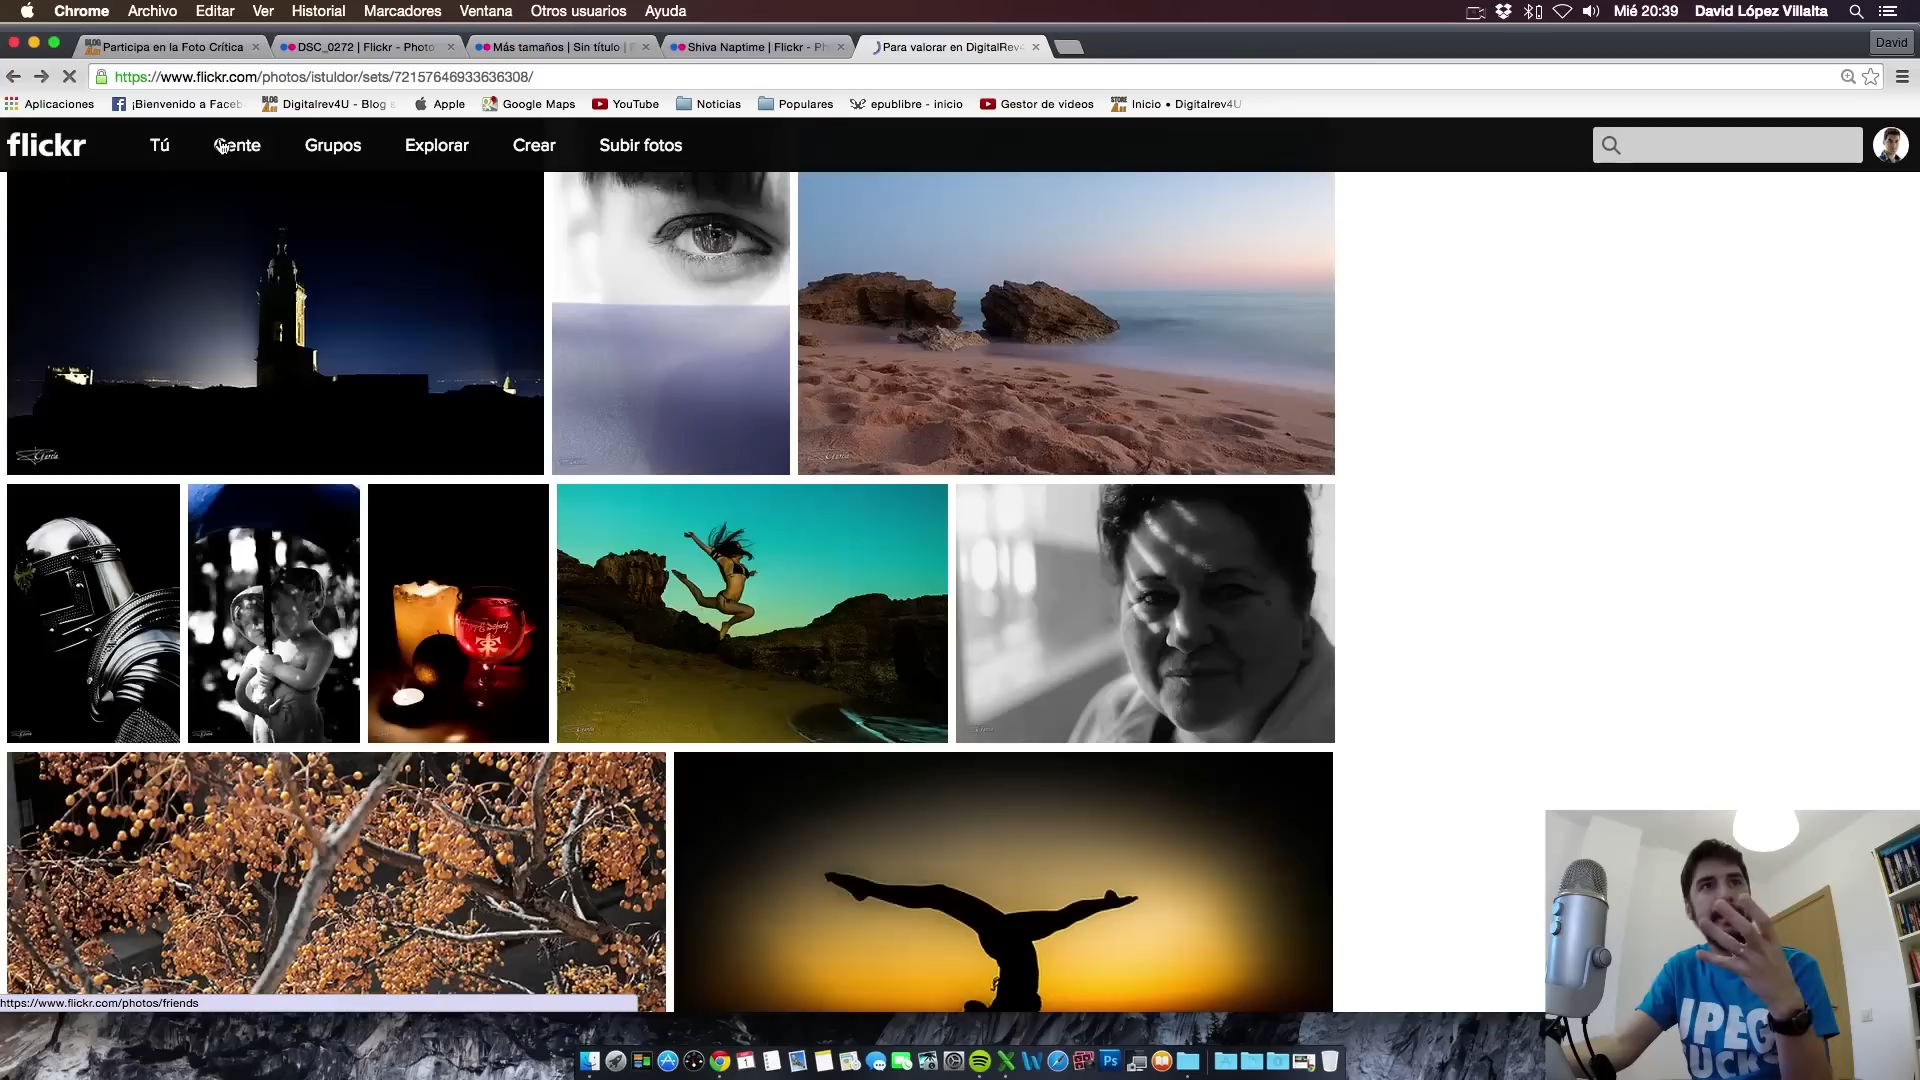 Chrome Archivo Editar Ver Historial Marcadores Ventana Otros usuarios Ayuda Mié 20:39 David López Villalta
Participa en la Foto Crítica DSC_0272 | Flickr - Photo Más tamaños | Sin título | Shiva Naptime | Flickr - Ph Para valorar en DigitalRev4 David
https://www.flickr.com/photos/istuldor/sets/72157646933636308/
Aplicaciones ¡Bienvenido a Faceb Digitalrev4U - Blog Apple Google Maps YouTube Noticias Populares epublibre - inicio Gestor de videos Inicio • Digitalrev4U
flickr Tú Gente Grupos Explorar Crear Subir fotos
https://www.flickr.com/photos/friends
JPEG